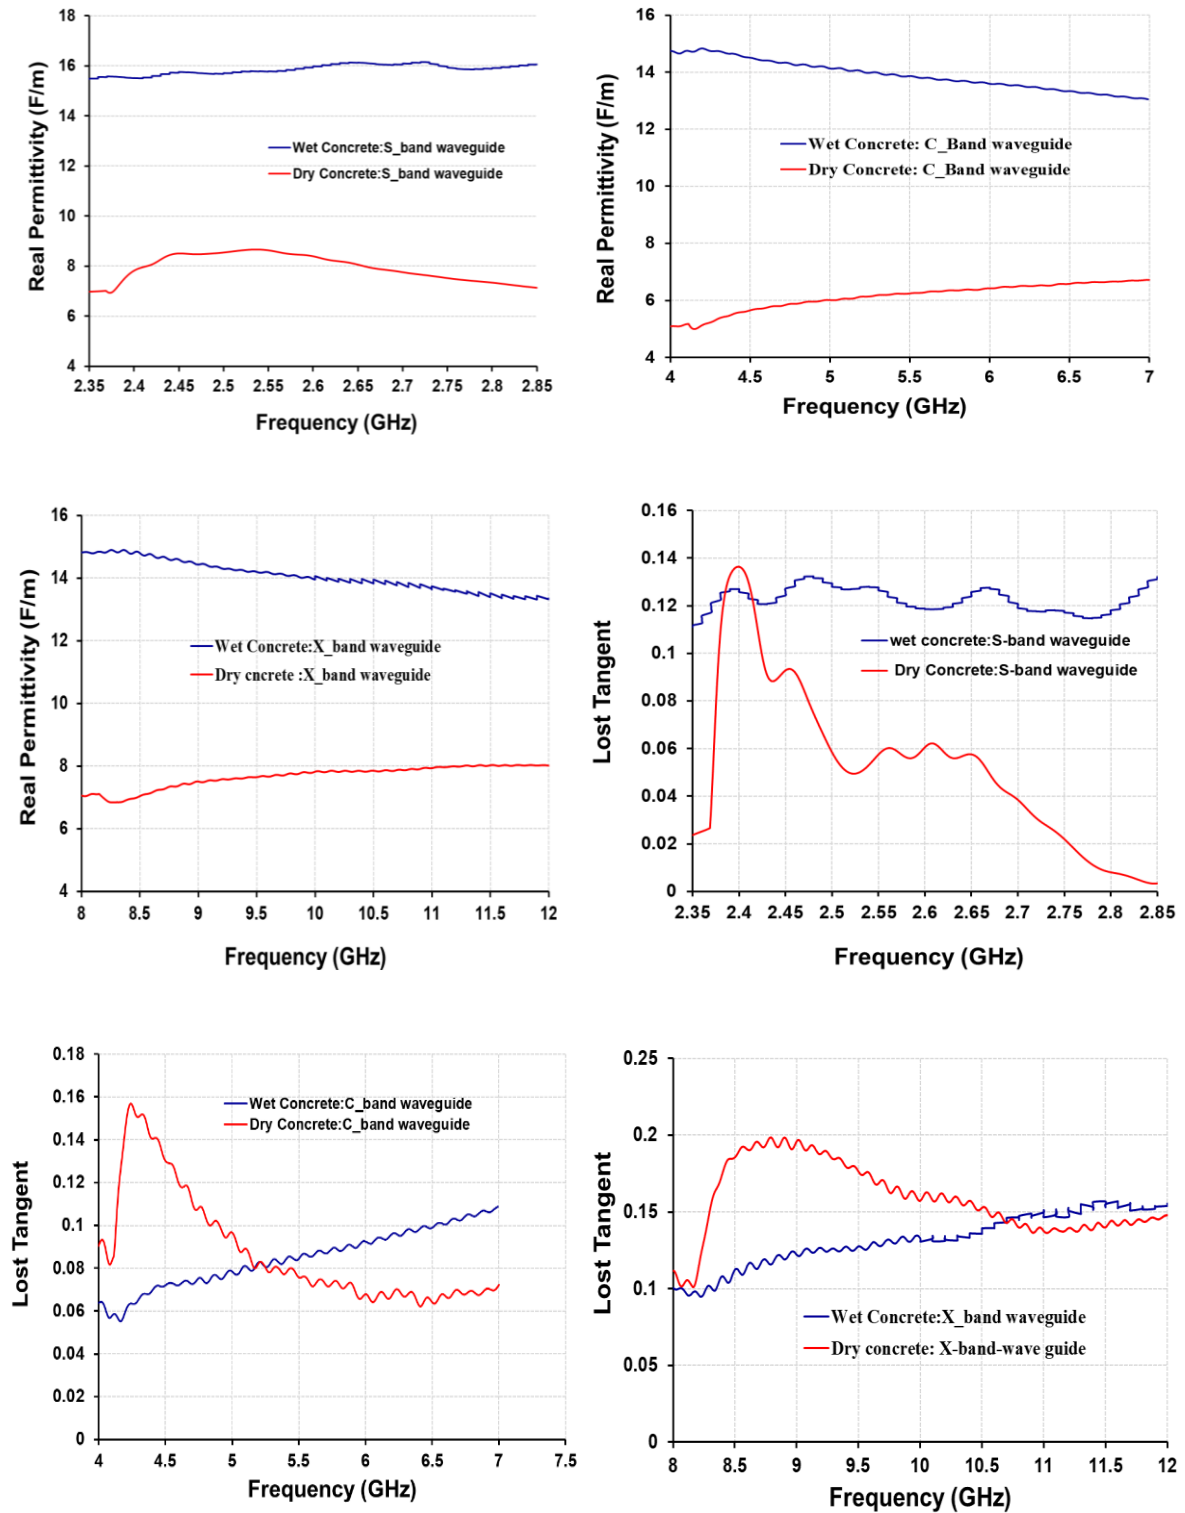 Real Permittivity (F/m)
18
16
14
12
10
8
6
4
2.35 2.4 2.45 2.5 2.55 2.6 2.65 2.7 2.75 2.8 2.85
Frequency (GHz)
Wet Concrete:S_band waveguide
Dry Concrete:S_band waveguide
Real Permittivity (F/m)
16
14
12
10
8
6
4
4 4.5 5 5.5 6 6.5 7
Frequency (GHz)
Wet Concrete: C_Band waveguide
Dry Concrete: C_Band waveguide
Real Permittivity (F/m)
16
14
12
10
8
6
4
8 8.5 9 9.5 10 10.5 11 11.5 12
Frequency (GHz)
Wet Concrete:X_band waveguide
Dry cncrete :X_band waveguide
Lost Tangent
0.16
0.14
0.12
0.1
0.08
0.06
0.04
0.02
0
2.35 2.4 2.45 2.5 2.55 2.6 2.65 2.7 2.75 2.8 2.85
Frequency (GHz)
wet concrete:S-band waveguide
Dry Concrete:S-band waveguide
Lost Tangent
0.18
0.16
0.14
0.12
0.1
0.08
0.06
0.04
0.02
0
4 4.5 5 5.5 6 6.5 7 7.5
Frequency (GHz)
Wet Concrete:C_band waveguide
Dry Concrete:C_band waveguide
Lost Tangent
0.25
0.2
0.15
0.1
0.05
0
8 8.5 9 9.5 10 10.5 11 11.5 12
Frequency (GHz)
Wet Concrete:X_band waveguide
Dry concrete: X-band-wave guide